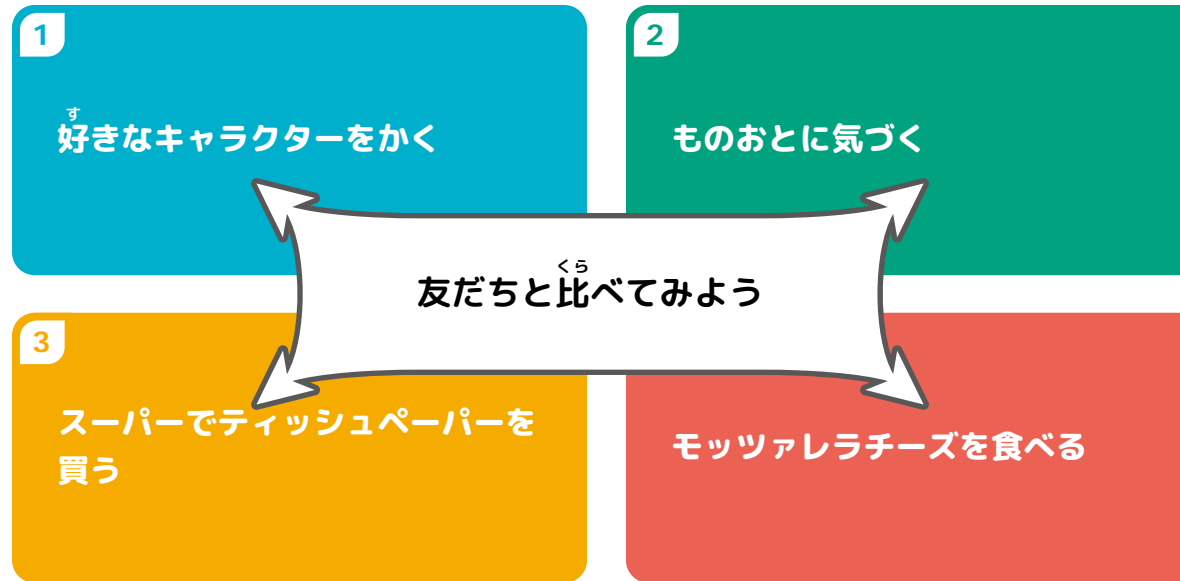 1
す
好きなキャラクターをかく
2
ものおとに気づく
くら
友だちと比べてみよう
3
スーパーでティッシュペーパーを
買う
モッツァレラチーズを食べる